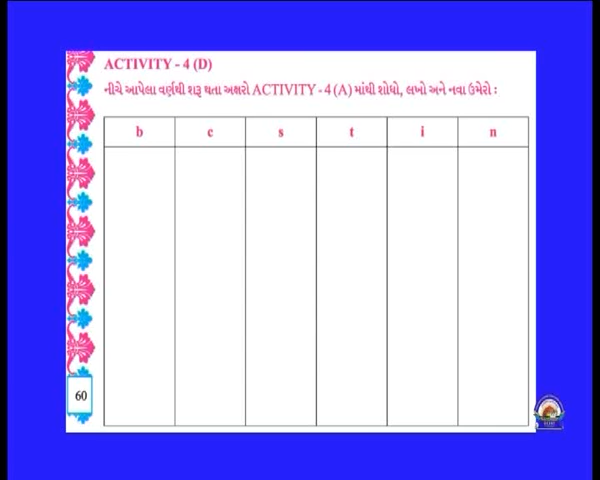 ACTIVITY - 4 (D)
નીચે આપેલા વર્ણથી શરૂ થતા અક્ષરો ACTIVITY - 4 (A) માંથી શોધો, લખો અને નવા ઉમેરો :
b c s t i n
60